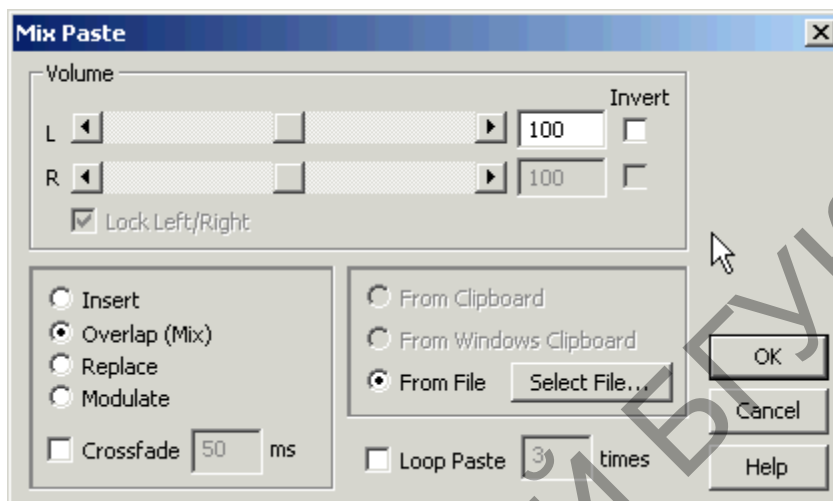 Mix Paste
Volume
Invert
L 100
R 100
Lock Left/Right
Insert
Overlap (Mix)
Replace
Modulate
Crossfade 50 ms
From Clipboard
From Windows Clipboard
From File Select File...
Loop Paste 3 times
OK
Cancel
Help
Й БГУИ